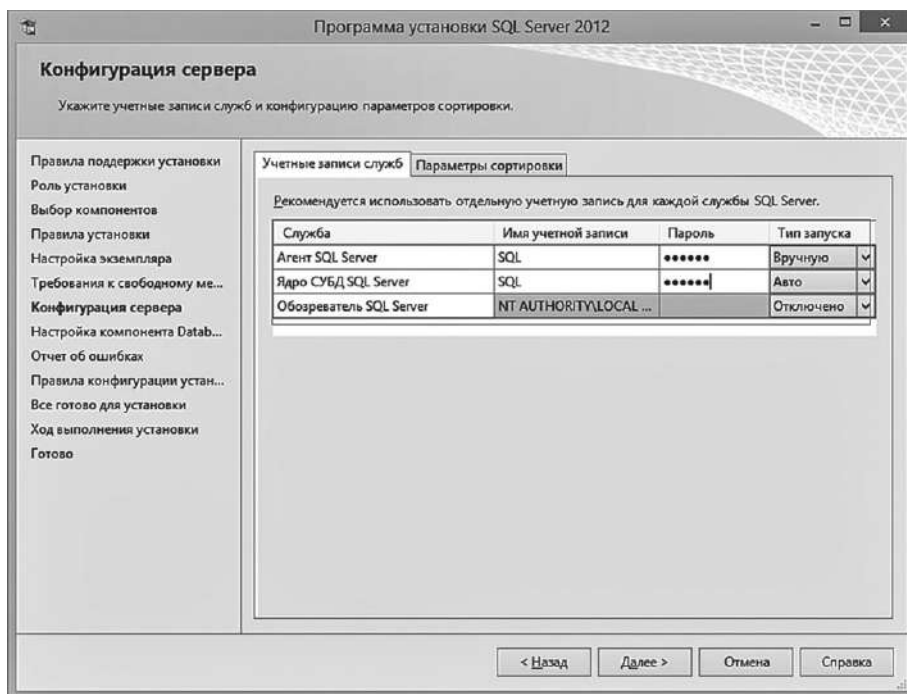 Программа установки SQL Server 2012
Конфигурация сервера
Укажите учетные записи служб и конфигурацию параметров сортировки.
Правила поддержки установки
Роль установки
Выбор компонентов
Правила установки
Настройка экземпляра
Требования к свободному ме...
Конфигурация сервера
Настройка компонента Datab...
Отчет об ошибках
Правила конфигурации устан...
Все готово для установки
Ход выполнения установки
Готово
Учетные записи служб Параметры сортировки
Рекомендуется использовать отдельную учетную запись для каждой службы SQL Server.
Служба Имя учетной записи Пароль Тип запуска
Агент SQL Server SQL ●●●●●● Вручную
Ядро СУБД SQL Server SQL ●●●●●● Авто
Обозреватель SQL Server NT AUTHORITY\LOCAL ... Отключено
< Назад Далее > Отмена Справка